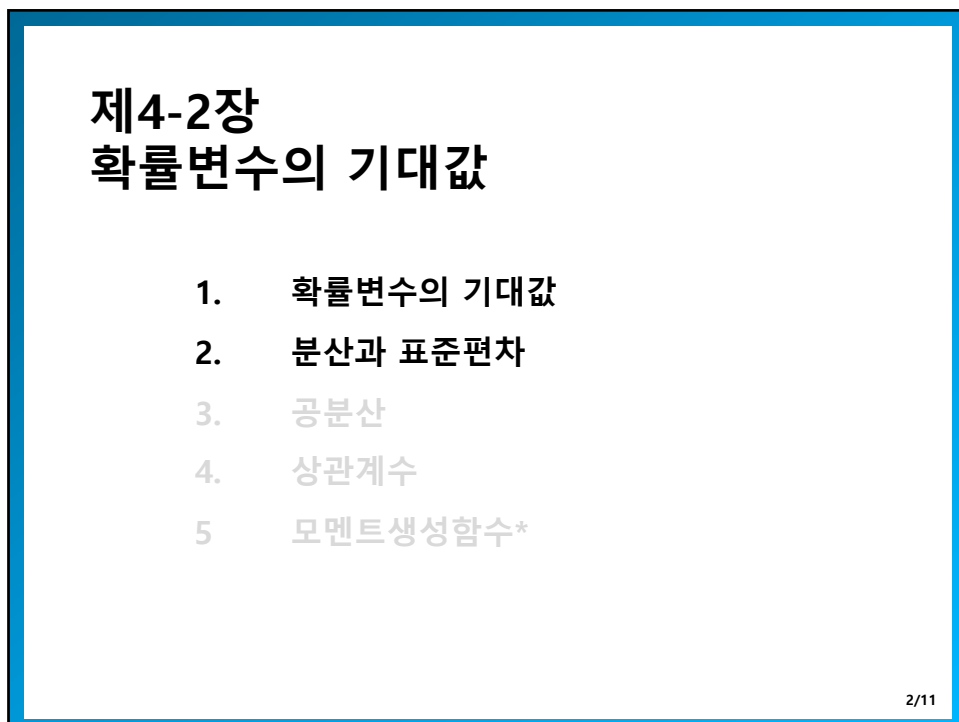 제4-2장
확률변수의 기대값
1. 확률변수의 기대값
2. 분산과 표준편차
3. 공분산
4. 상관계수
5 모멘트생성함수*
2/11